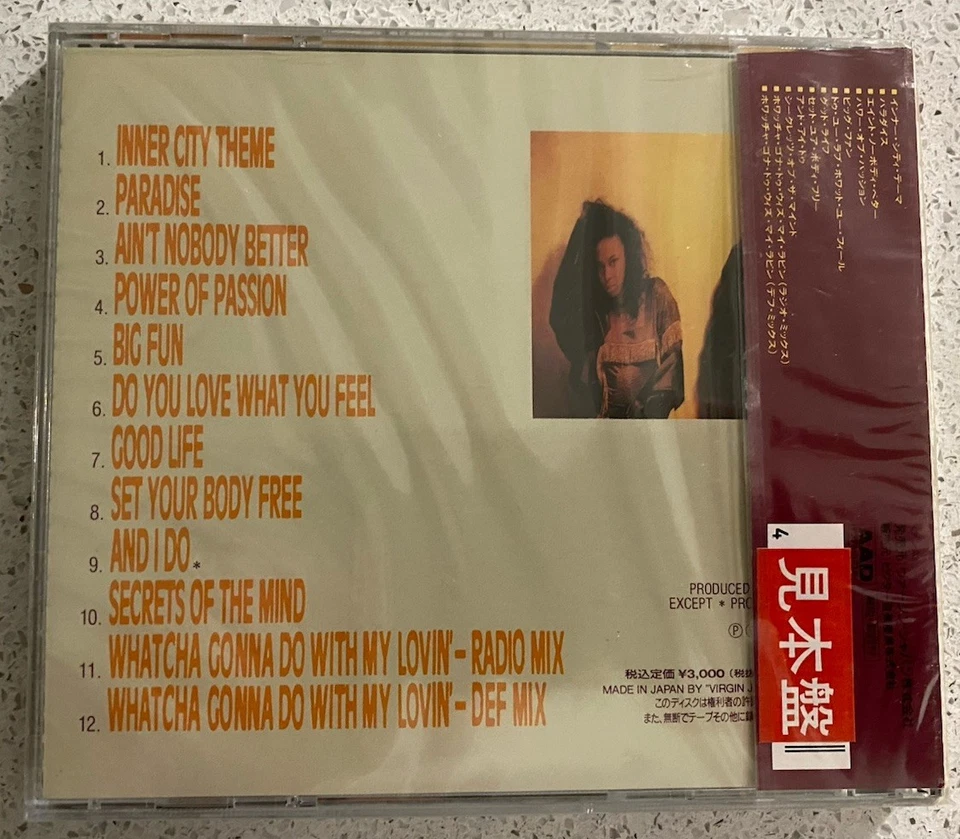 1. INNER CITY THEME
2. PARADISE
3. AIN'T NOBODY BETTER
4. POWER OF PASSION
5. BIG FUN
6. DO YOU LOVE WHAT YOU FEEL
7. GOOD LIFE
8. SET YOUR BODY FREE
9. AND I DO *
10. SECRETS OF THE MIND
11. WHATCHA GONNA DO WITH MY LOVIN' – RADIO MIX
12. WHATCHA GONNA DO WITH MY LOVIN' – DEF MIX
PRODUCED
EXCEPT * PRO
Ⓟ
税込定価 ¥3,000 (税抜
MADE IN JAPAN BY "VIRGIN J
このディスクは権利者の許
また、無断でテープその他に
■インナー・シティ・テーマ
■パラダイス
■エイント・ノーボディ・ベター
■パワー・オブ・パッション
■ビッグ・ファン
■ドゥ・ユー・ラヴ・ホワット・ユー・フィール
■グッド・ライフ
■セット・ユア・ボディ・フリー
■アンド・アイ・ドゥ
■シークレッツ・オブ・ザ・マインド
■ホワッチャ・ゴナ・ドゥ・ウィズ・マイ・ラビン (ラジオ・ミックス)
■ホワッチャ・ゴナ・ドゥ・ウィズ・マイ・ラビン (デフ・ミックス)
AAD
4
見本盤